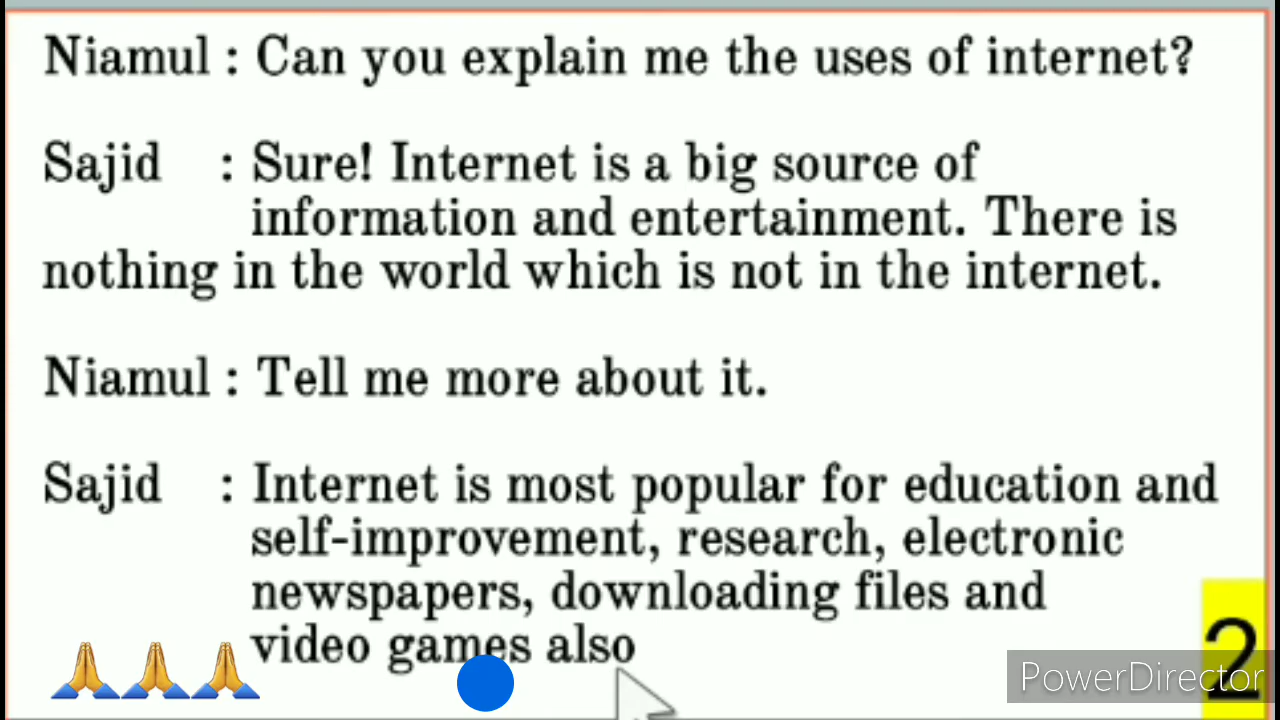 Niamul : Can you explain me the uses of internet?
Sajid : Sure! Internet is a big source of
information and entertainment. There is
nothing in the world which is not in the internet.
Niamul : Tell me more about it.
Sajid : Internet is most popular for education and
self-improvement, research, electronic
newspapers, downloading files and
video games also
2
PowerDirector